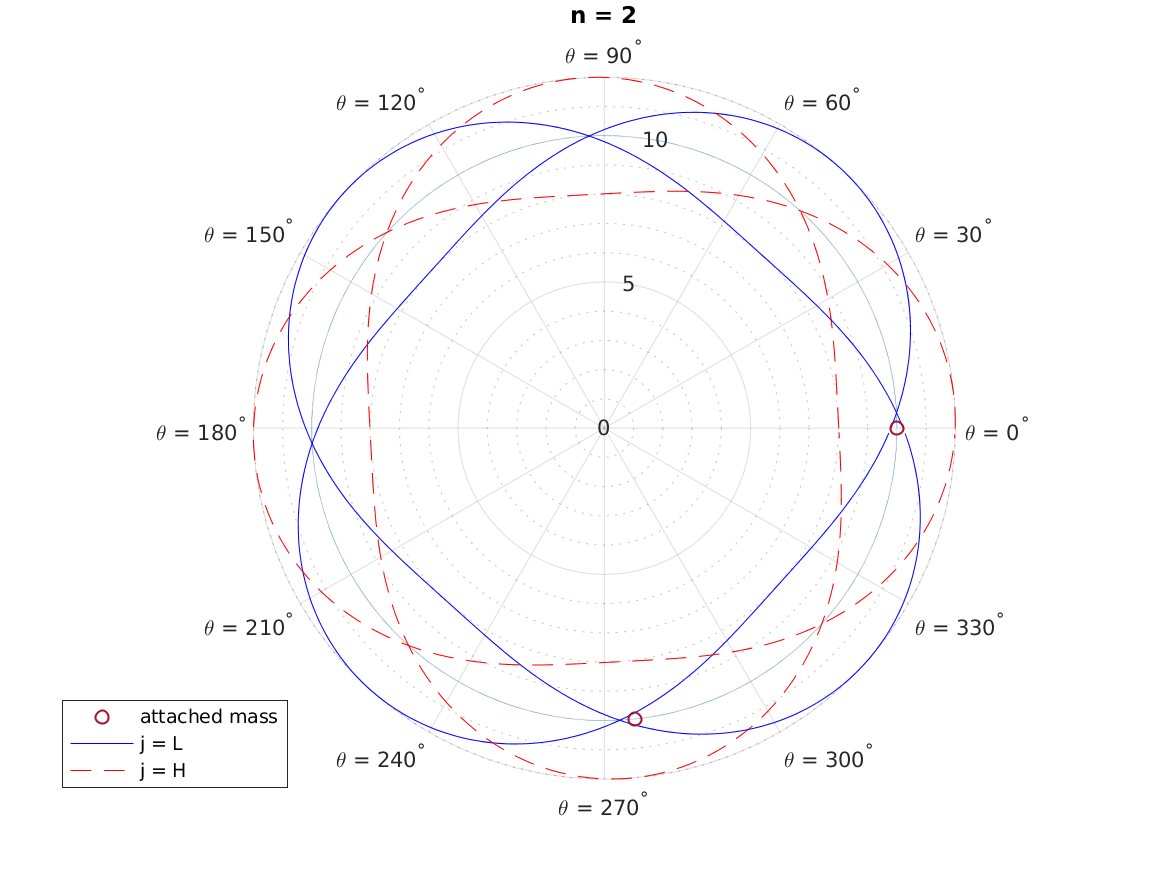 n = 2
θ = 90°
θ = 120°
θ = 60°
10
θ = 150°
θ = 30°
5
θ = 180°
0
θ = 0°
θ = 210°
θ = 330°
attached mass
j = L
j = H
θ = 240°
θ = 300°
θ = 270°